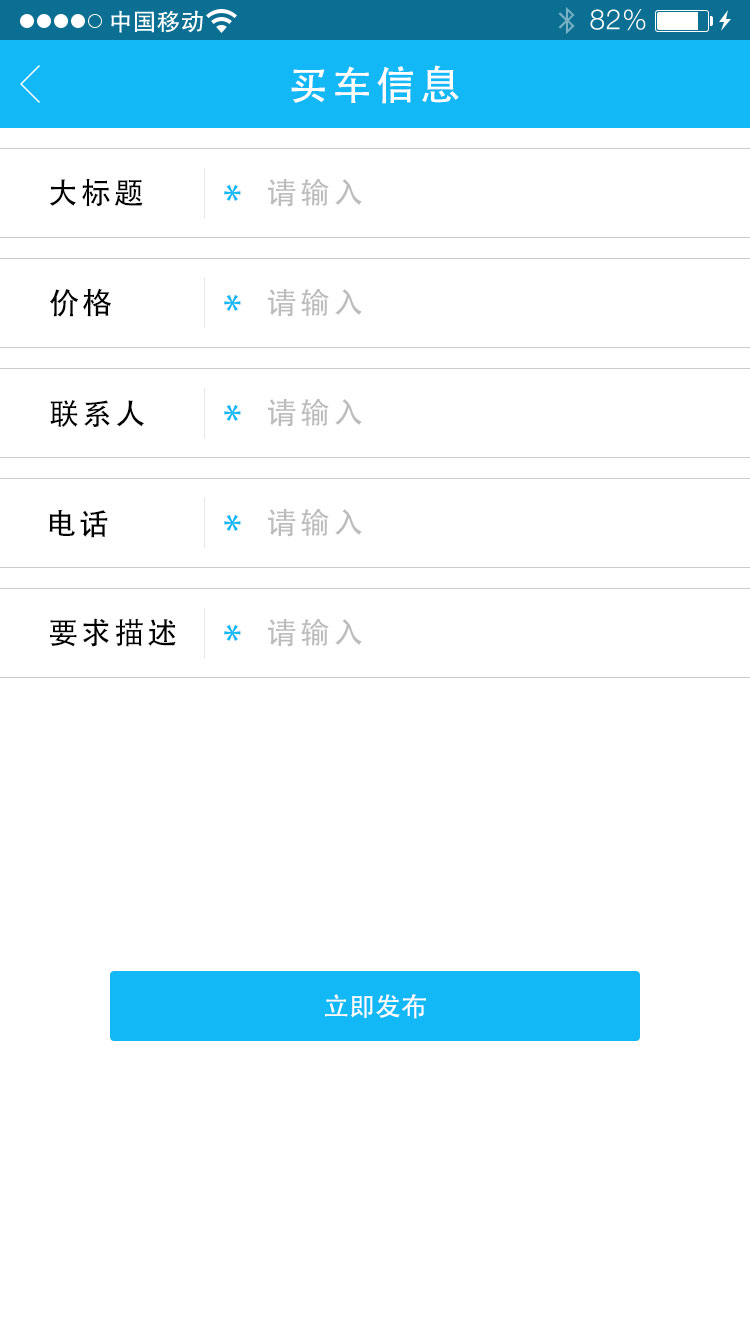 中国移动 82%
买车信息
大标题 * 请输入
价格 * 请输入
联系人 * 请输入
电话 * 请输入
要求描述 * 请输入
立即发布